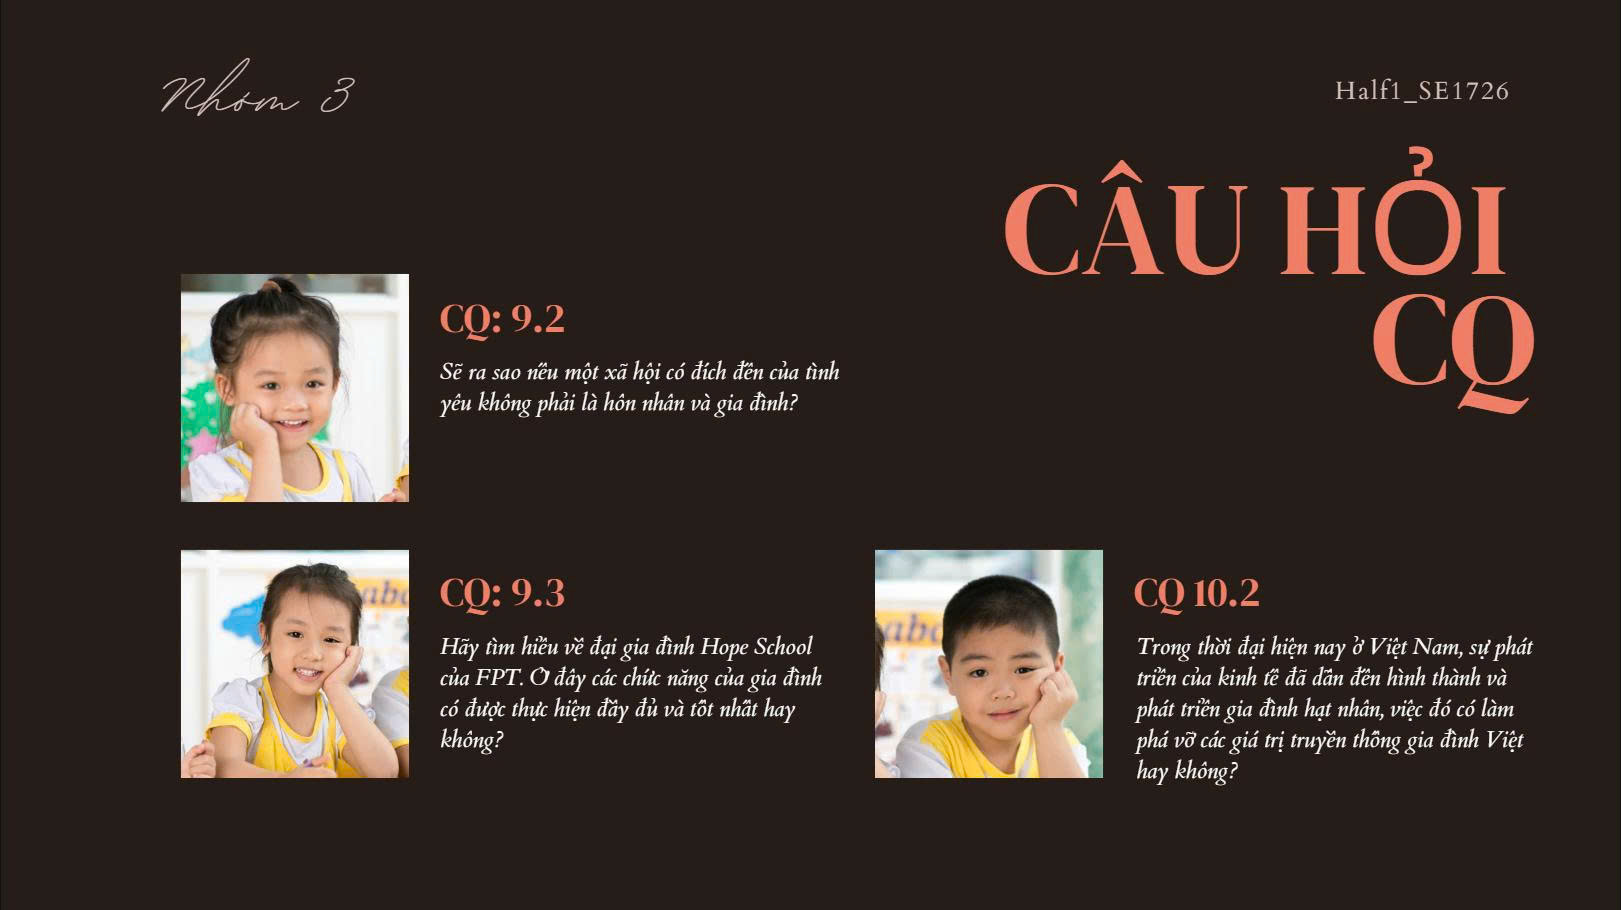 Nhóm 3
Half1_SE1726
CÂU HỎI
CQ
CQ: 9.2
Sẽ ra sao nếu một xã hội có đích đến của tình
yêu không phải là hôn nhân và gia đình?
CQ: 9.3
Hãy tìm hiểu về đại gia đình Hope School
của FPT. Ở đây các chức năng của gia đình
có được thực hiện đầy đủ và tốt nhất hay
không?
CQ 10.2
Trong thời đại hiện nay ở Việt Nam, sự phát
triển của kinh tế đã dẫn đến hình thành và
phát triển gia đình hạt nhân, việc đó có làm
phá vỡ các giá trị truyền thống gia đình Việt
hay không?
abc
abc